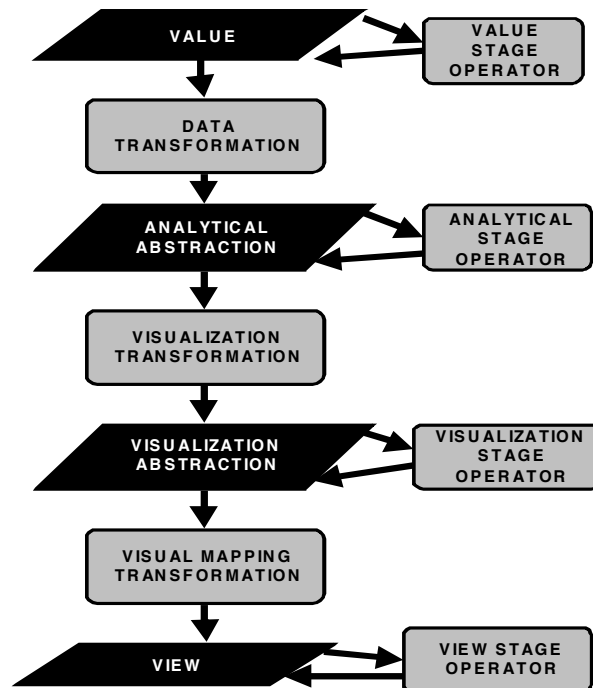 VALUE
VALUE
STAGE
OPERATOR
DATA
TRANSFORMATION
ANALYTICAL
ABSTRACTION
ANALYTICAL
STAGE
OPERATOR
VISUALIZATION
TRANSFORMATION
VISUALIZATION
ABSTRACTION
VISUALIZATION
STAGE
OPERATOR
VISUAL MAPPING
TRANSFORMATION
VIEW
VIEW STAGE
OPERATOR